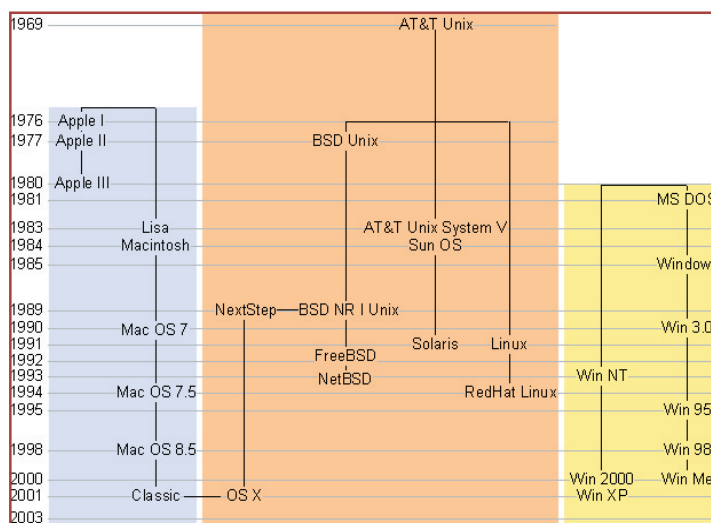 1969 AT&T Unix
1976 Apple I
1977 Apple II BSD Unix
1980 Apple III
1981 MS DOS
1983 Lisa AT&T Unix System V
1984 Macintosh Sun OS
1985 Window
1989 NextStep BSD NR I Unix
1990 Mac OS 7 Win 3.0
1991 Solaris Linux
1992 FreeBSD
1993 NetBSD Win NT
1994 Mac OS 7.5 RedHat Linux
1995 Win 95
1998 Mac OS 8.5 Win 98
2000 Win 2000 Win Me
2001 Classic OS X Win XP
2003